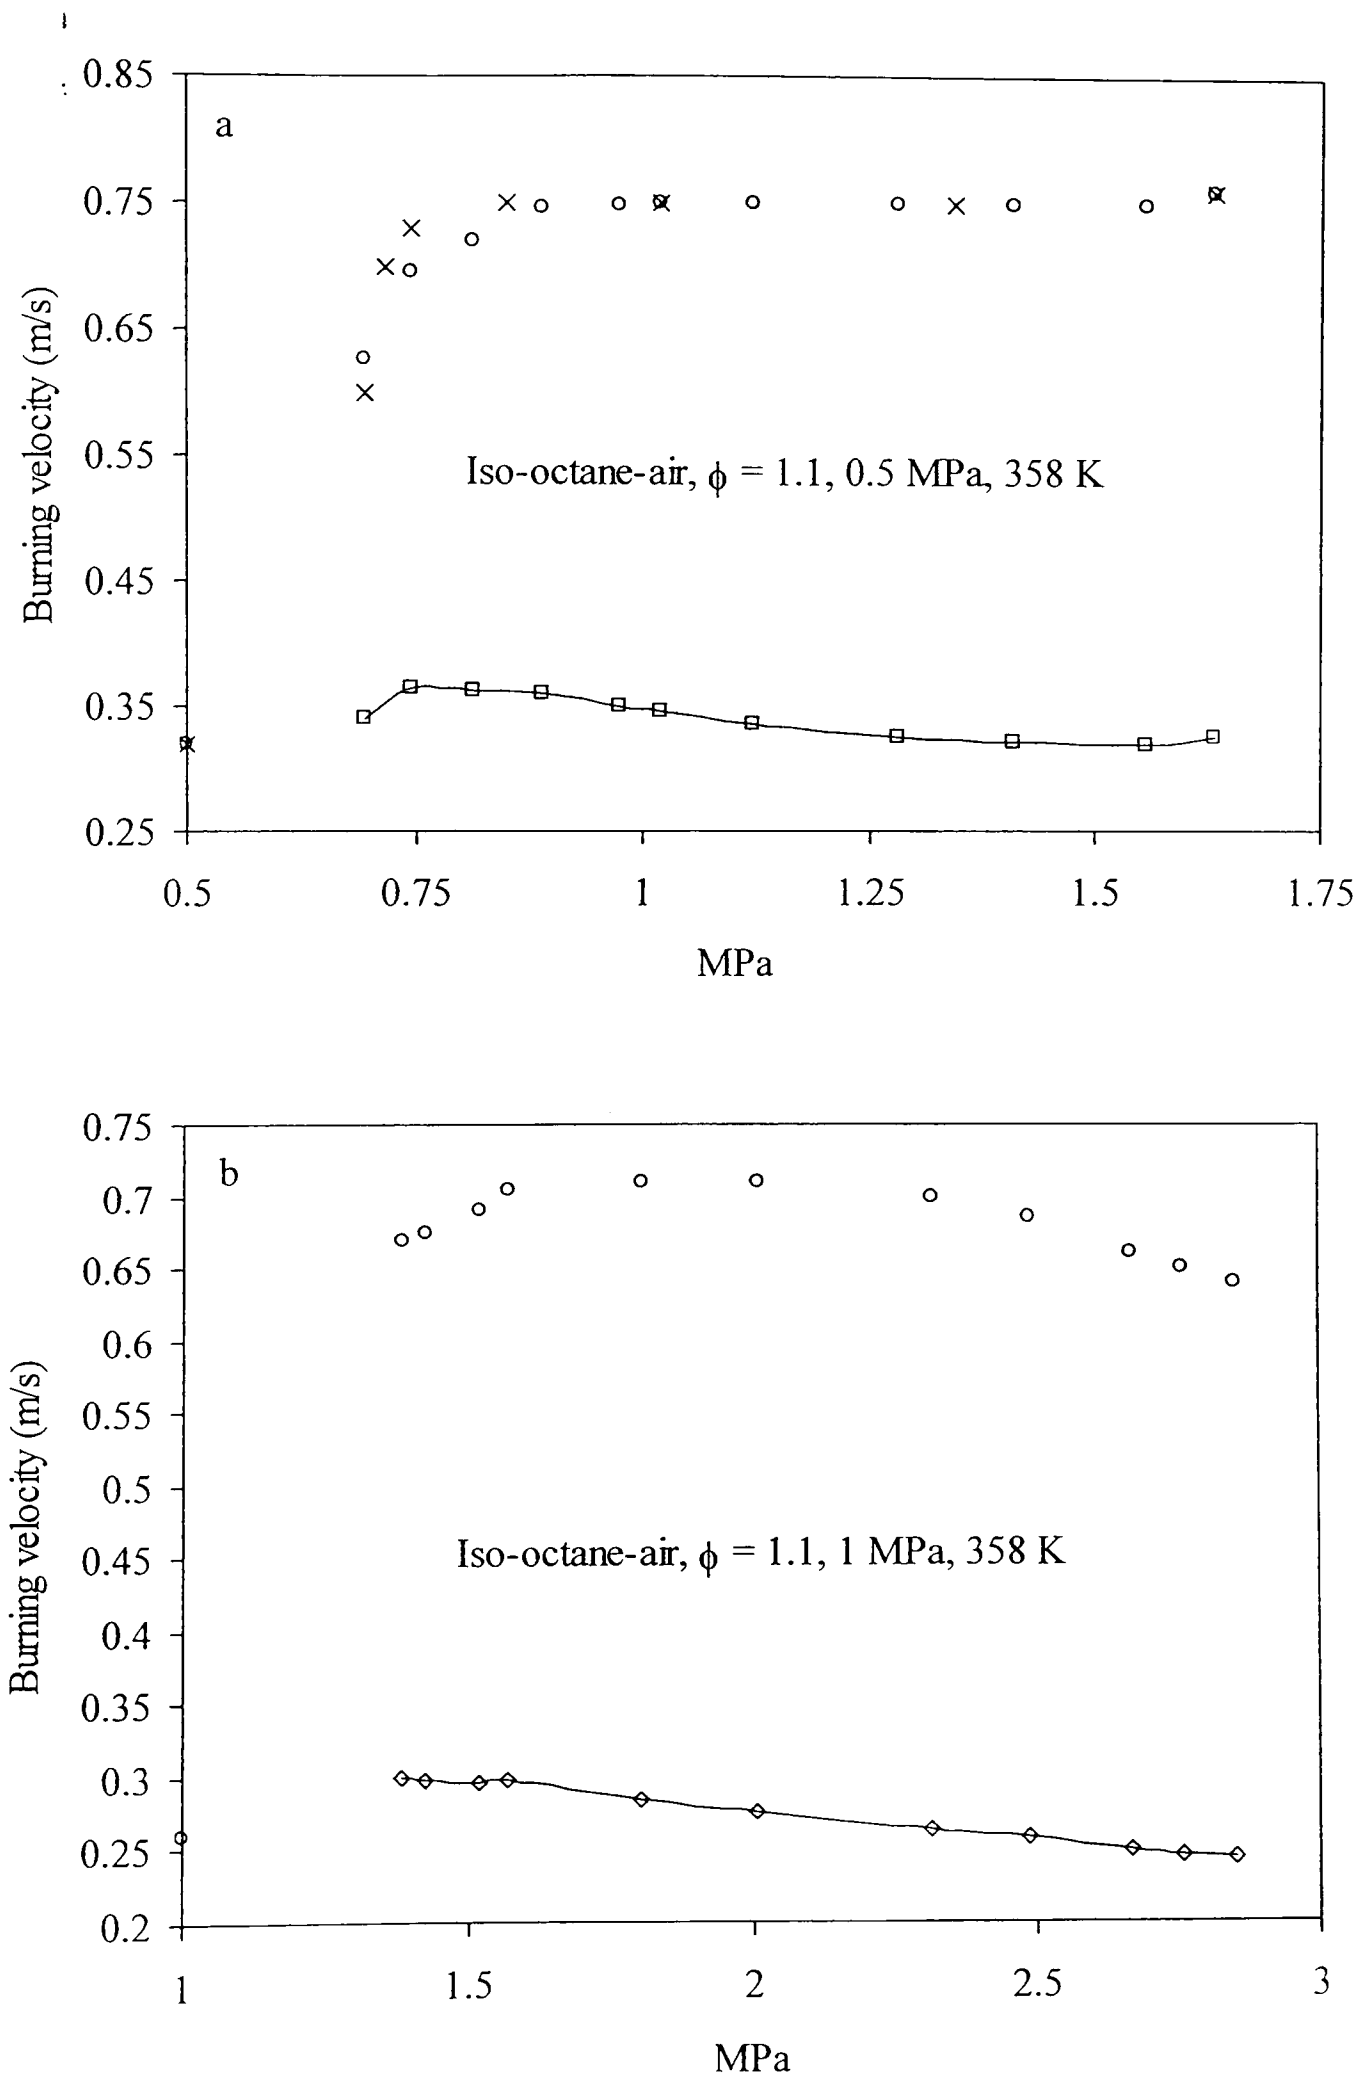 0.85
a
0.75
0.65
0.55
0.45
0.35
0.25
Burning velocity (m/s)
Iso-octane-air, ϕ = 1.1, 0.5 MPa, 358 K
0.5 0.75 1 1.25 1.5 1.75
MPa
0.75
b
0.7
0.65
0.6
0.55
0.5
0.45
0.4
0.35
0.3
0.25
0.2
Burning velocity (m/s)
Iso-octane-air, ϕ = 1.1, 1 MPa, 358 K
1 1.5 2 2.5 3
MPa